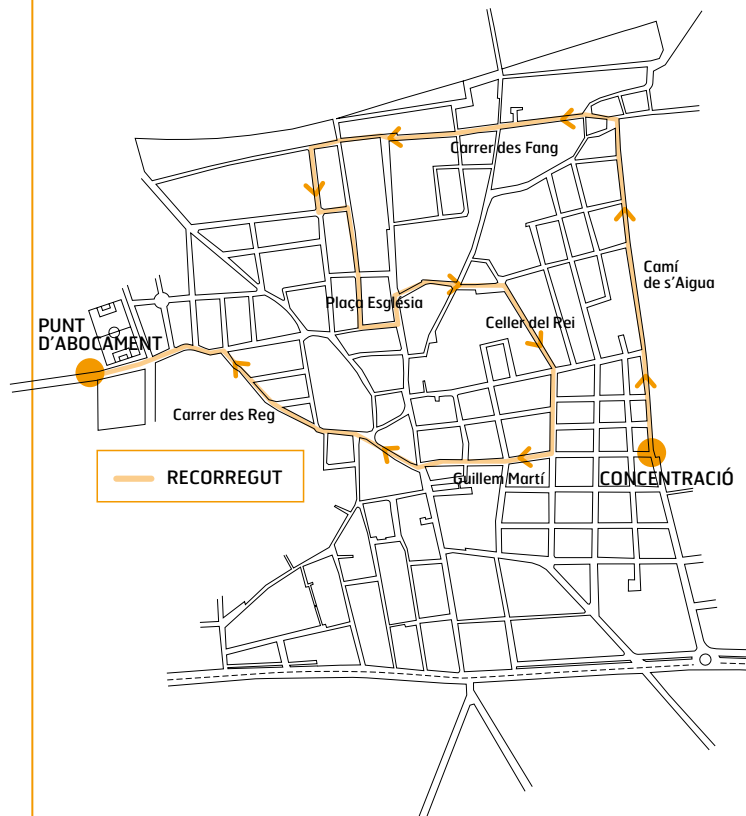 Carrer des Fang
Camí
de s'Aigua
Plaça Església
Celler del Rei
PUNT
D'ABOCAMENT
Carrer des Reg
RECORREGUT
Guillem Martí
CONCENTRACIÓ